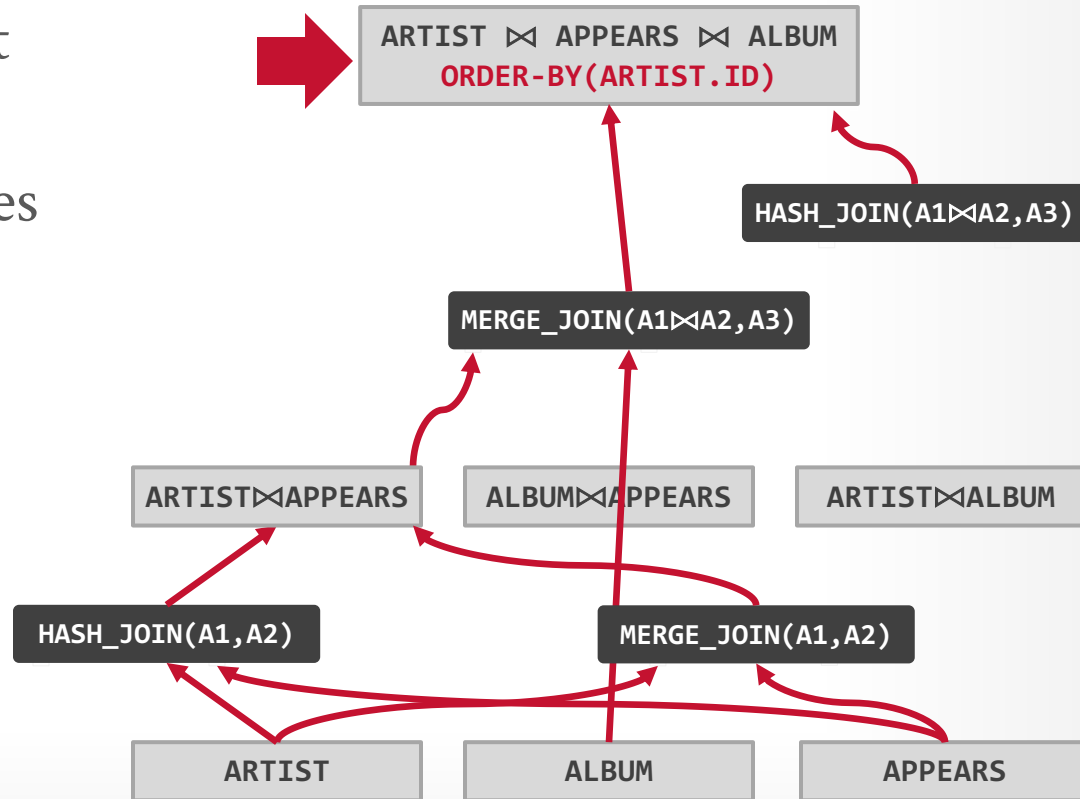 ARTIST ⋈ APPEARS ⋈ ALBUM
ORDER-BY(ARTIST.ID)
HASH_JOIN(A1⋈A2,A3)
MERGE_JOIN(A1⋈A2,A3)
ARTIST⋈APPEARS
ALBUM⋈APPEARS
ARTIST⋈ALBUM
HASH_JOIN(A1,A2)
MERGE_JOIN(A1,A2)
ARTIST
ALBUM
APPEARS